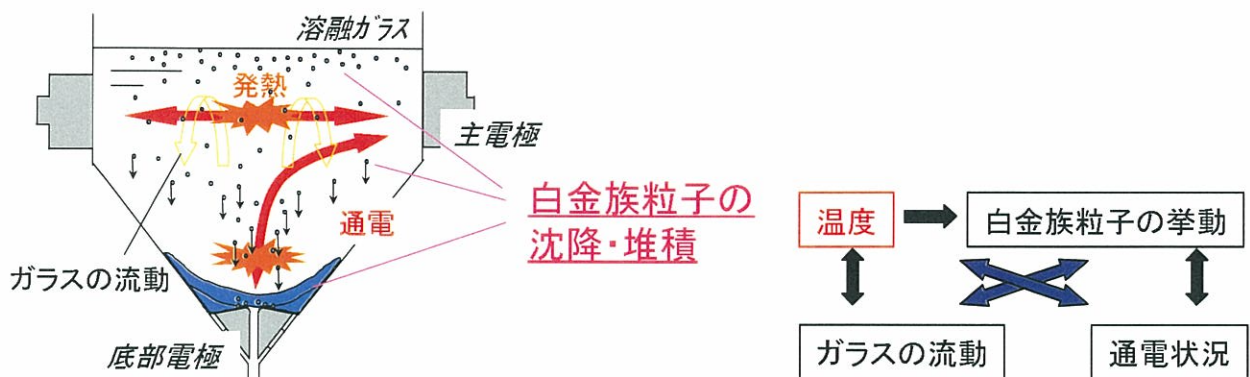 溶融ガラス
発熱
主電極
通電
ガラスの流動
底部電極
白金族粒子の
沈降・堆積
温度
白金族粒子の挙動
ガラスの流動
通電状況